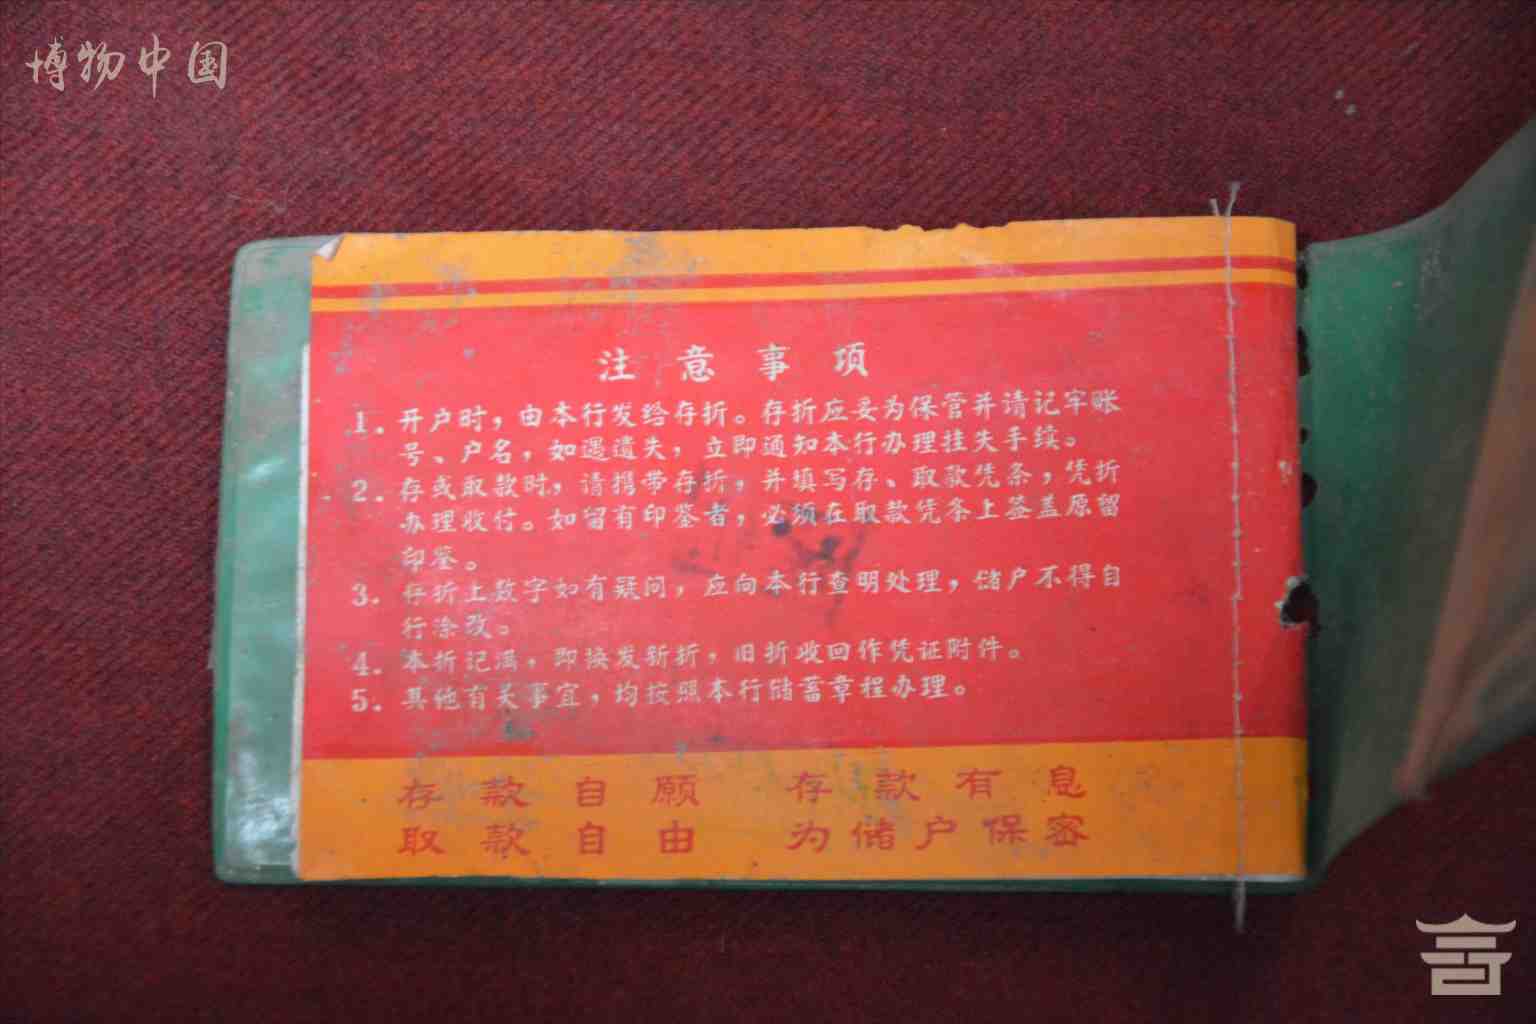 博物中国
注意事项
1. 开户时，由本行发给存折。存折应妥为保管并请记牢账
号、户名，如遇遗失，立即通知本行办理挂失手续。
2. 存或取款时，请携带存折，并填写存、取款凭条，凭折
办理收付。如留有印鉴者，必须在取款凭条上签盖原留
印鉴。
3. 存折上数字如有疑问，应向本行查明处理，储户不得自
行涂改。
4. 本折记满，即换发新折，旧折收回作凭证附件。
5. 其他有关事宜，均按照本行储蓄章程办理。
存款自愿 存款有息
取款自由 为储户保密